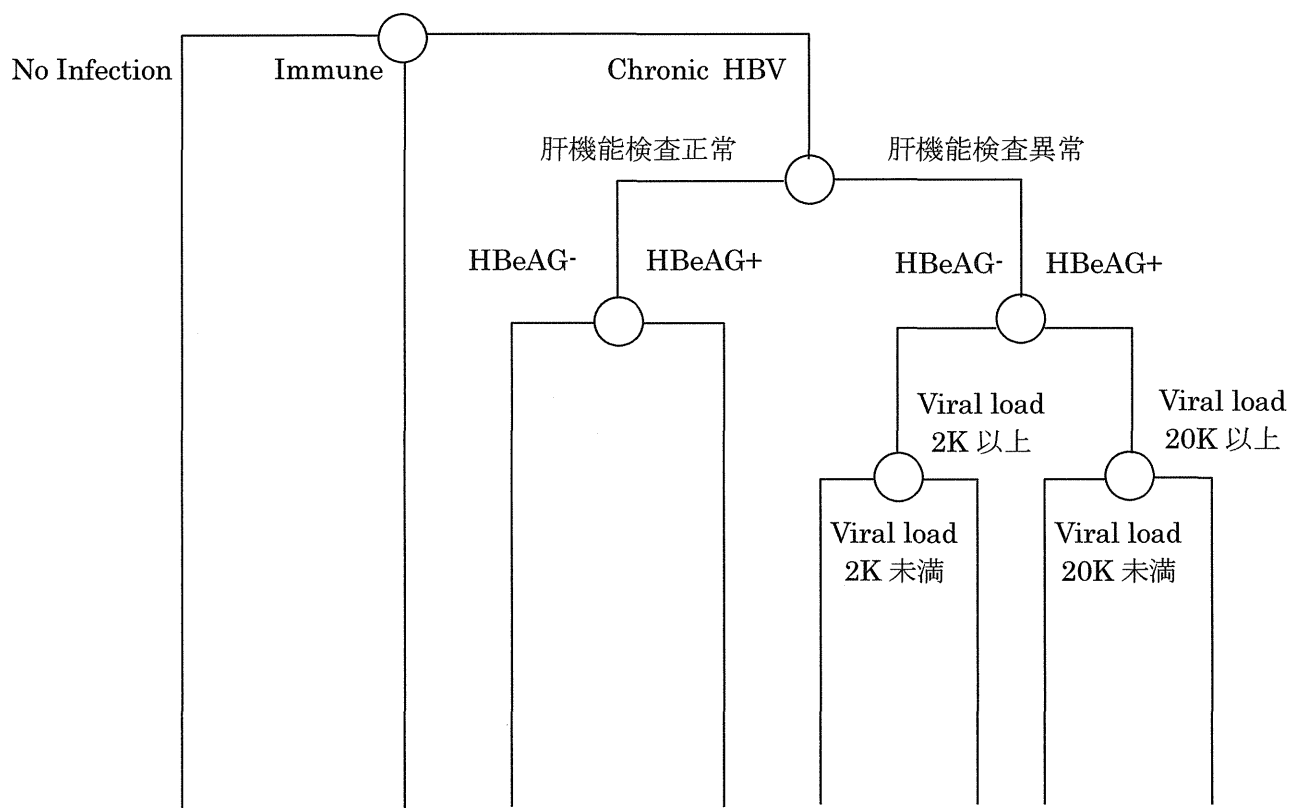 No Infection
Immune
Chronic HBV
肝機能検査正常
肝機能検査異常
HBeAG-
HBeAG+
HBeAG-
HBeAG+
Viral load
2K 以上
Viral load
20K 以上
Viral load
2K 未満
Viral load
20K 未満